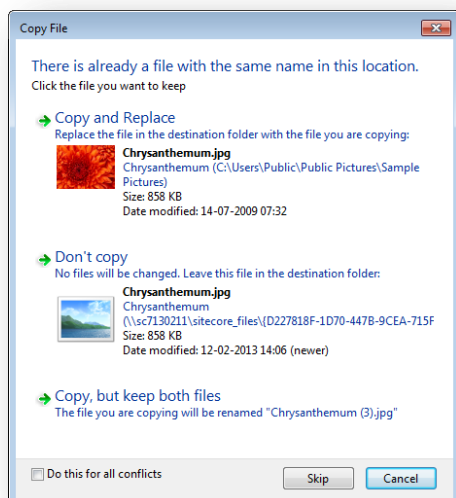 Copy File
There is already a file with the same name in this location.
Click the file you want to keep
Copy and Replace
Replace the file in the destination folder with the file you are copying:
Chrysanthemum.jpg
Chrysanthemum (C:\Users\Public\Public Pictures\Sample
Pictures)
Size: 858 KB
Date modified: 14-07-2009 07:32
Don't copy
No files will be changed. Leave this file in the destination folder:
Chrysanthemum.jpg
Chrysanthemum
(\\sc7130211\sitecore_files\{D227818F-1D70-447B-9CEA-715F
Size: 858 KB
Date modified: 12-02-2013 14:06 (newer)
Copy, but keep both files
The file you are copying will be renamed "Chrysanthemum (3).jpg"
Do this for all conflicts
Skip
Cancel